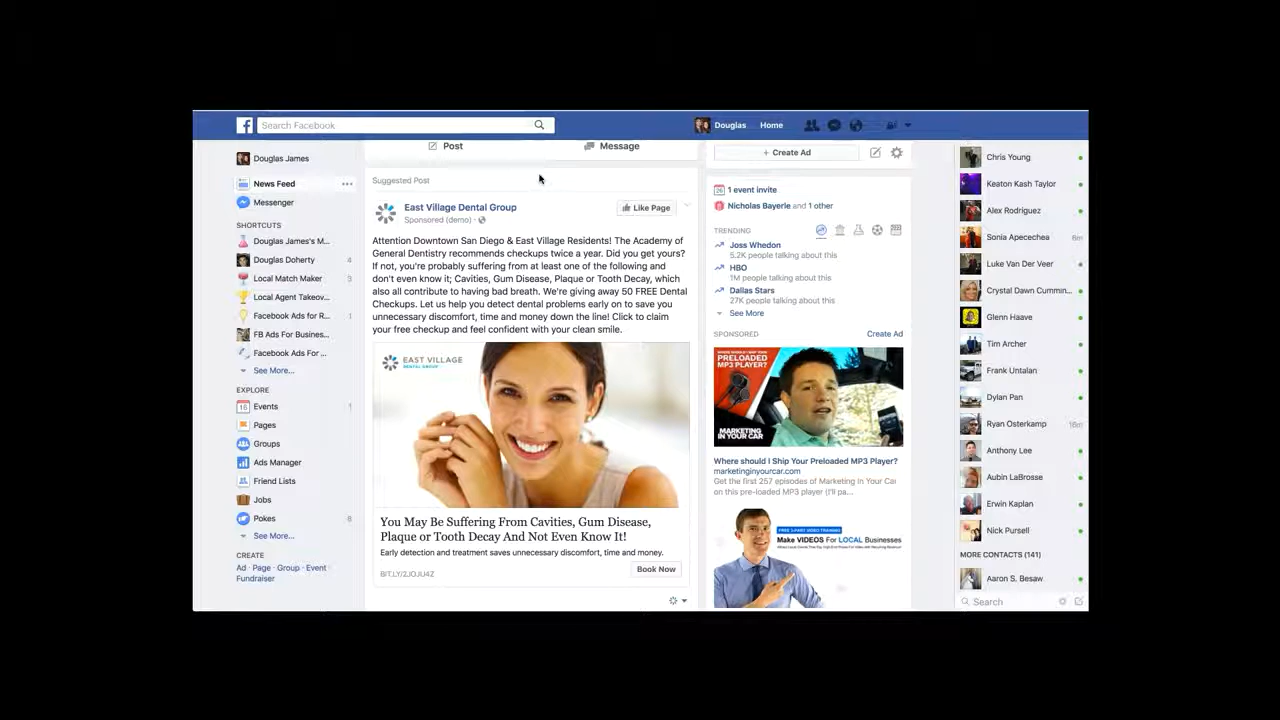 Search Facebook
Douglas
Home
Douglas James
News Feed
Messenger
SHORTCUTS
Douglas James's M...
Douglas Doherty 4
Local Match Maker 3
Local Agent Takeov...
Facebook Ads for R... 1
FB Ads For Busines...
Facebook Ads For ...
See More...
EXPLORE
Events 1
Pages
Groups
Ads Manager
Friend Lists
Jobs
Pokes 8
See More...
CREATE
Ad · Page · Group · Event ·
Fundraiser
Post
Message
Suggested Post
East Village Dental Group
Sponsored (demo) ·
Like Page
Attention Downtown San Diego & East Village Residents! The Academy of
General Dentistry recommends checkups twice a year. Did you get yours?
If not, you're probably suffering from at least one of the following and
don't even know it; Cavities, Gum Disease, Plaque or Tooth Decay, which
also all contribute to having bad breath. We're giving away 50 FREE Dental
Checkups. Let us help you detect dental problems early on to save you
unnecessary discomfort, time and money down the line! Click to claim
your free checkup and feel confident with your clean smile.
EAST VILLAGE
DENTAL GROUP
You May Be Suffering From Cavities, Gum Disease,
Plaque or Tooth Decay And Not Even Know It!
Early detection and treatment saves unnecessary discomfort, time and money.
BIT.LY/2JOJU4Z
Book Now
+ Create Ad
1 event invite
Nicholas Bayerle and 1 other
TRENDING
Joss Whedon
5.2K people talking about this
HBO
1M people talking about this
Dallas Stars
27K people talking about this
See More
SPONSORED
Create Ad
PRELOADED
MP3 PLAYER?
MARKETING
IN YOUR CAR
Where should I Ship Your Preloaded MP3 Player?
marketinginyourcar.com
Get the first 257 episodes of Marketing In Your Car
on this pre-loaded MP3 player (I'll pa...
Make VIDEOS For LOCAL Businesses
Chris Young
Keaton Kash Taylor
Alex Rodriguez
Sonia Apecechea 8m
Luke Van Der Veer
Crystal Dawn Cummin...
Glenn Haave
Tim Archer
Frank Untalan
Dylan Pan
Ryan Osterkamp 18m
Anthony Lee
Aubin LaBrosse
Erwin Kaplan
Nick Pursell
MORE CONTACTS (141)
Aaron S. Besaw
Search